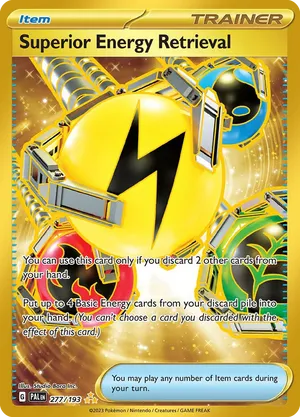 Item
TRAINER
Superior Energy Retrieval
You can use this card only if you discard 2 other cards from
your hand.
Put up to 4 Basic Energy cards from your discard pile into
your hand. (You can't choose a card you discarded with the
effect of this card.)
Illus. Studio Bora Inc.
G PAL EN 277/193
You may play any number of Item cards during
your turn.
©2023 Pokémon / Nintendo / Creatures / GAME FREAK